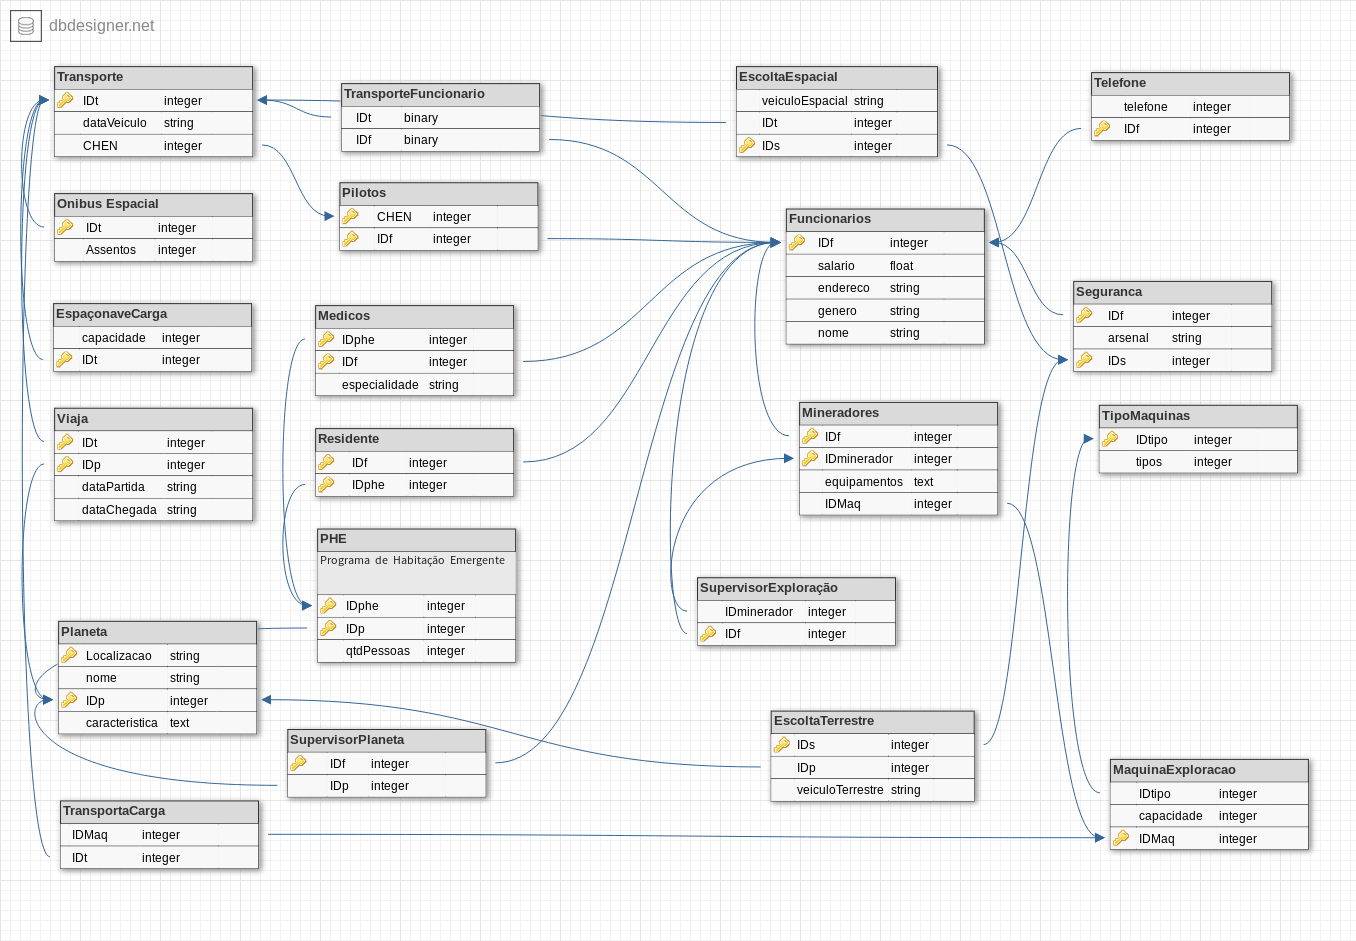 dbdesigner.net
Transporte
IDt integer
dataVeiculo string
CHEN integer
TransporteFuncionario
IDt binary
IDf binary
EscoltaEspacial
veiculoEspacial string
IDt integer
IDs integer
Telefone
telefone integer
IDf integer
Onibus Espacial
IDt integer
Assentos integer
Pilotos
CHEN integer
IDf integer
Funcionarios
IDf integer
salario float
endereco string
genero string
nome string
Seguranca
IDf integer
arsenal string
IDs integer
EspaçonaveCarga
capacidade integer
IDt integer
Medicos
IDphe integer
IDf integer
especialidade string
Viaja
IDt integer
IDp integer
dataPartida string
dataChegada string
Residente
IDf integer
IDphe integer
Mineradores
IDf integer
IDminerador integer
equipamentos text
IDMaq integer
TipoMaquinas
IDtipo integer
tipos integer
PHE
Programa de Habitação Emergente
IDphe integer
IDp integer
qtdPessoas integer
SupervisorExploração
IDminerador integer
IDf integer
Planeta
Localizacao string
nome string
IDp integer
caracteristica text
SupervisorPlaneta
IDf integer
IDp integer
EscoltaTerrestre
IDs integer
IDp integer
veiculoTerrestre string
MaquinaExploracao
IDtipo integer
capacidade integer
IDMaq integer
TransportaCarga
IDMaq integer
IDt integer